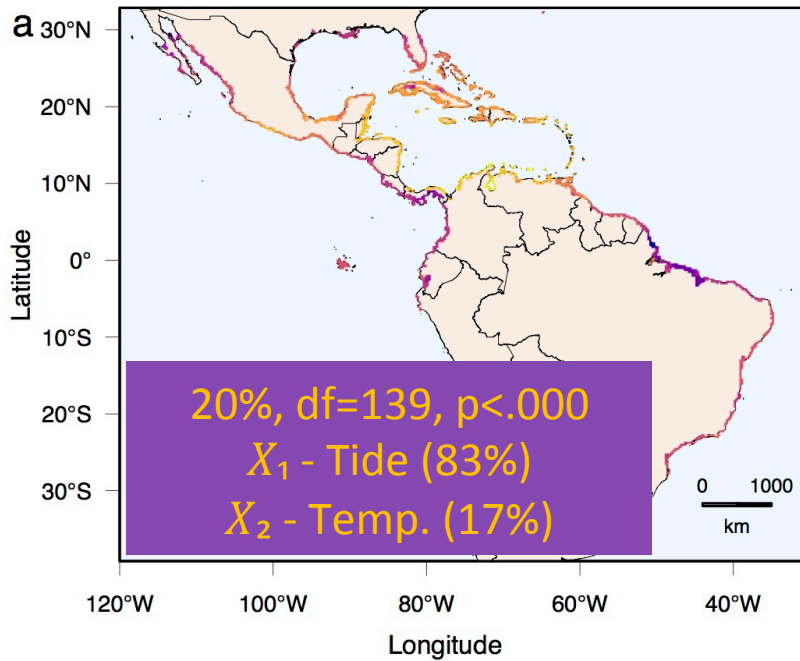 a
30°N
20°N
10°N
0°
10°S
20°S
30°S
Latitude
20%, df=139, p<.000
X₁ - Tide (83%)
X₂ - Temp. (17%)
0 1000
km
120°W 100°W 80°W 60°W 40°W
Longitude